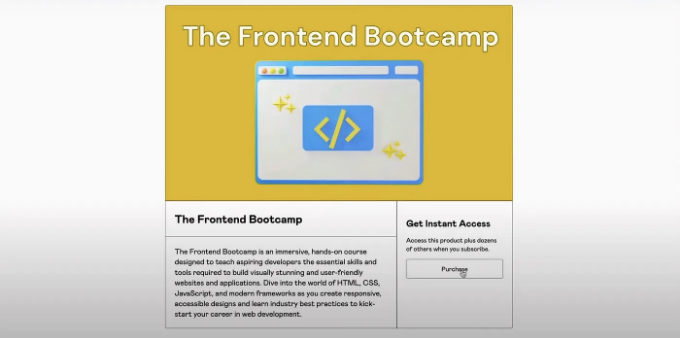 The Frontend Bootcamp
</>
The Frontend Bootcamp
The Frontend Bootcamp is an immersive, hands-on course
designed to teach aspiring developers the essential skills and
tools required to build visually stunning and user-friendly
websites and applications. Dive into the world of HTML, CSS,
JavaScript, and modern frameworks as you create responsive,
accessible designs and learn industry best practices to kick-
start your career in web development.
Get Instant Access
Access this product plus dozens
of others when you subscribe.
Purchase